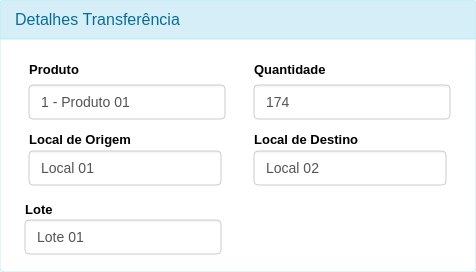 Detalhes Transferência
Produto
Quantidade
1 - Produto 01
174
Local de Origem
Local de Destino
Local 01
Local 02
Lote
Lote 01